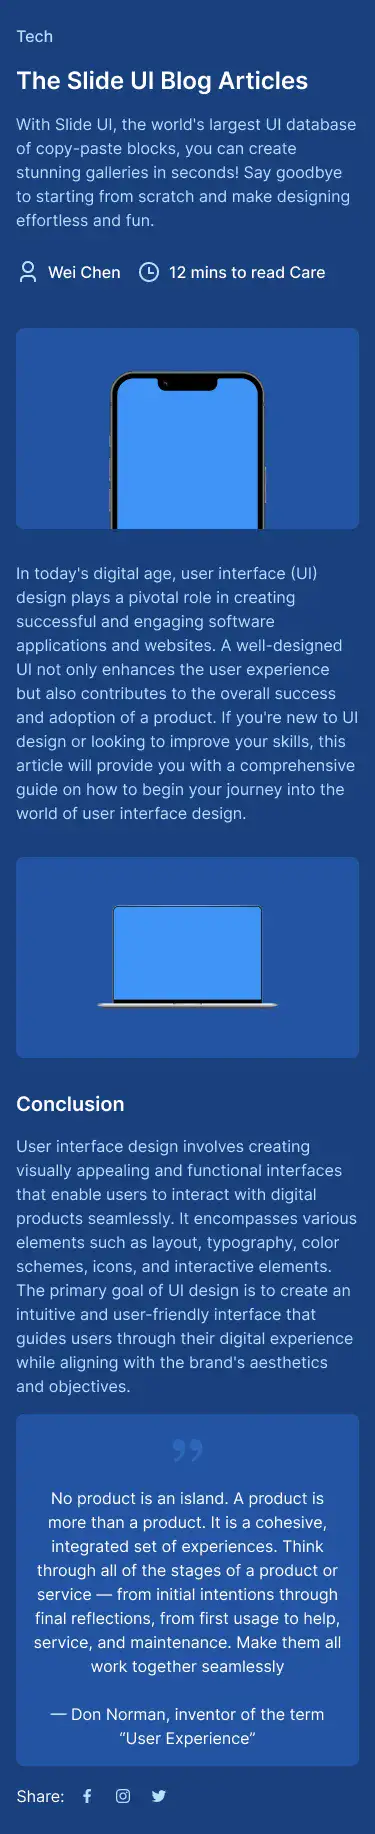 Tech
The Slide UI Blog Articles
With Slide UI, the world's largest UI database
of copy-paste blocks, you can create
stunning galleries in seconds! Say goodbye
to starting from scratch and make designing
effortless and fun.
Wei Chen
12 mins to read Care
In today's digital age, user interface (UI)
design plays a pivotal role in creating
successful and engaging software
applications and websites. A well-designed
UI not only enhances the user experience
but also contributes to the overall success
and adoption of a product. If you're new to UI
design or looking to improve your skills, this
article will provide you with a comprehensive
guide on how to begin your journey into the
world of user interface design.
Conclusion
User interface design involves creating
visually appealing and functional interfaces
that enable users to interact with digital
products seamlessly. It encompasses various
elements such as layout, typography, color
schemes, icons, and interactive elements.
The primary goal of UI design is to create an
intuitive and user-friendly interface that
guides users through their digital experience
while aligning with the brand's aesthetics
and objectives.
”
No product is an island. A product is
more than a product. It is a cohesive,
integrated set of experiences. Think
through all of the stages of a product or
service — from initial intentions through
final reflections, from first usage to help,
service, and maintenance. Make them all
work together seamlessly
— Don Norman, inventor of the term
“User Experience”
Share: